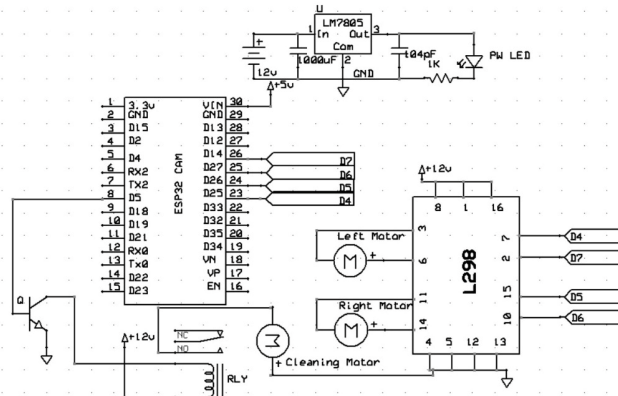 U
LM7805
1 In Out 3
Com
2
+
12v
1000uF
104pF
1K
PW LED
GND
+5v
ESP32 CAM
1 3.3v VIN 30
2 GND GND 29
3 D15 D13 28
4 D2 D12 27
5 D4 D14 26 D7
6 RX2 D27 25 D6
7 TX2 D26 24 D5
8 D5 D25 23 D4
9 D18 D33 22
10 D19 D32 21
11 D21 D35 20
12 RX0 D34 19
13 Tx0 VN 18
14 D22 VP 17
15 D23 EN 16
+12v
8 1 16
L298
3
Left Motor
M +
6
11
Right Motor
M +
14
7 D4
2 D7
15 D5
10 D6
4 5 12 13
Q
+12v
NC
NO
M
+ Cleaning Motor
RLY